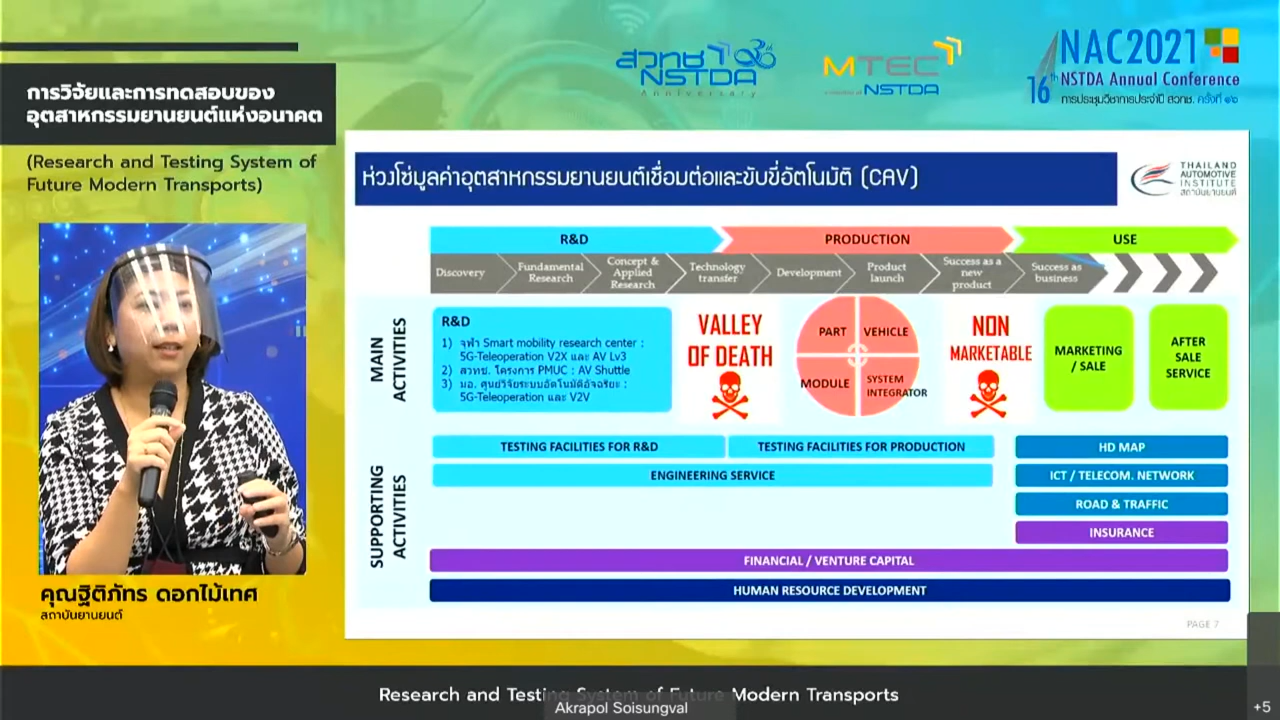 สวทช
NSTDA
Anniversary
MTEC
NSTDA
NAC2021
16th NSTDA Annual Conference
การประชุมวิชาการประจำปี สวทช. ครั้งที่ ๑๖
การวิจัยและการทดสอบของ
อุตสาหกรรมยานยนต์แห่งอนาคต
(Research and Testing System of
Future Modern Transports)
ห่วงโซ่มูลค่าอุตสาหกรรมยานยนต์เชื่อมต่อและขับขี่อัตโนมัติ (CAV)
THAILAND
AUTOMOTIVE
INSTITUTE
สถาบันยานยนต์
R&D
PRODUCTION
USE
Discovery
Fundamental
Research
Concept &
Applied
Research
Technology
transfer
Development
Product
launch
Success as a
new
product
Success as
business
MAIN
ACTIVITIES
R&D
1) จุฬา Smart mobility research center :
5G-Teleoperation V2X และ AV Lv3
2) สวทช. โครงการ PMUC : AV Shuttle
3) มอ. ศูนย์วิจัยระบบอัตโนมัติอัจฉริยะ :
5G-Teleoperation และ V2V
VALLEY
OF DEATH
PART
VEHICLE
MODULE
SYSTEM
INTEGRATOR
NON
MARKETABLE
MARKETING
/ SALE
AFTER
SALE
SERVICE
SUPPORTING
ACTIVITIES
TESTING FACILITIES FOR R&D
TESTING FACILITIES FOR PRODUCTION
HD MAP
ENGINEERING SERVICE
ICT / TELECOM. NETWORK
ROAD & TRAFFIC
INSURANCE
FINANCIAL / VENTURE CAPITAL
HUMAN RESOURCE DEVELOPMENT
PAGE 7
คุณฐิติภัทร ดอกไม้เทศ
สถาบันยานยนต์
Research and Testing System of Future Modern Transports
Akrapol Soisungval
+5